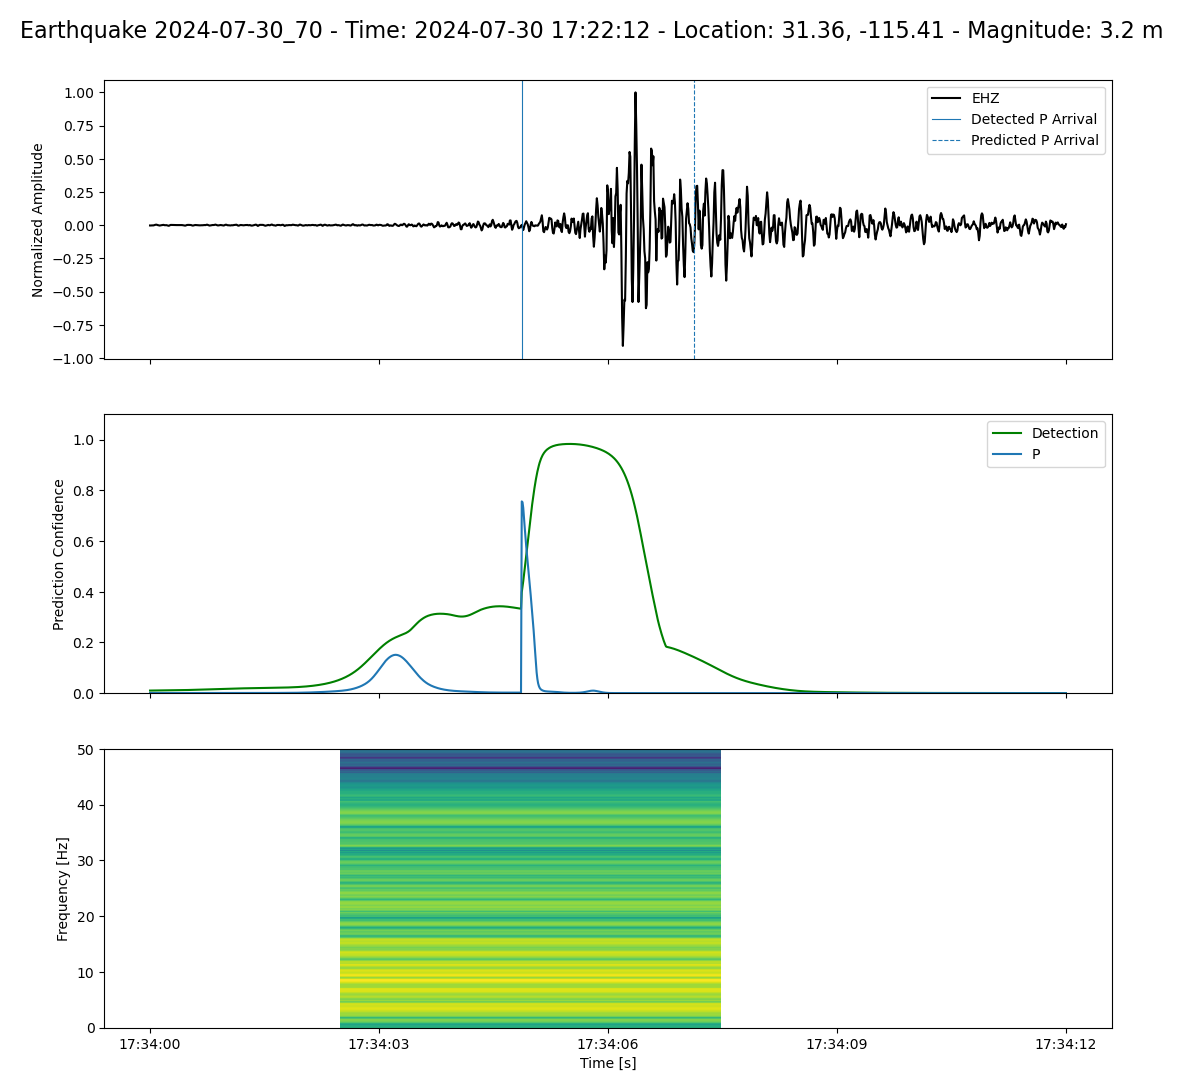 Earthquake 2024-07-30_70 - Time: 2024-07-30 17:22:12 - Location: 31.36, -115.41 - Magnitude: 3.2 m
Normalized Amplitude
1.00
0.75
0.50
0.25
0.00
−0.25
−0.50
−0.75
−1.00
EHZ
Detected P Arrival
Predicted P Arrival
Prediction Confidence
1.0
0.8
0.6
0.4
0.2
0.0
Detection
P
Frequency [Hz]
50
40
30
20
10
0
17:34:00
17:34:03
17:34:06
17:34:09
17:34:12
Time [s]